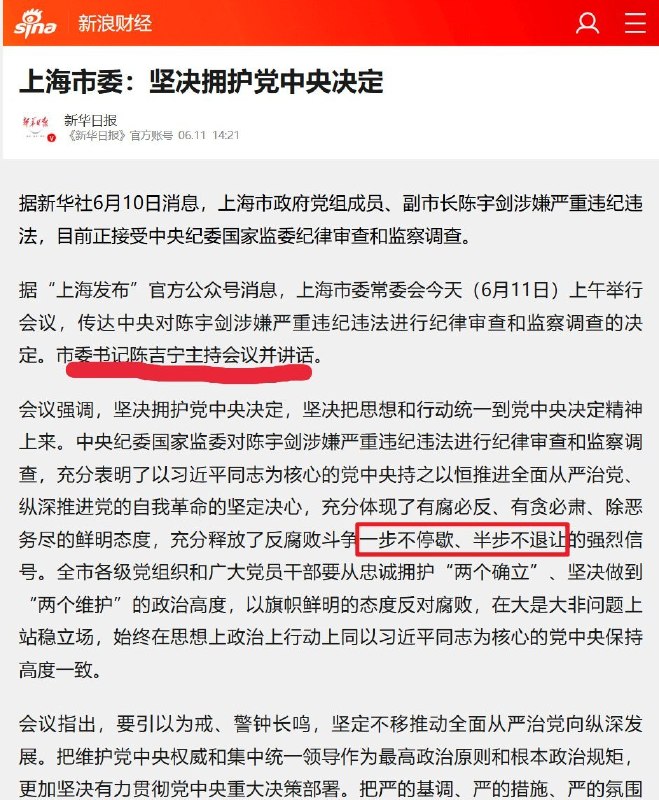 sina
新浪财经
上海市委：坚决拥护党中央决定
新华日报
《新华日报》官方账号 06.11 14:21
据新华社6月10日消息，上海市政府党组成员、副市长陈宇剑涉嫌严重违纪违
法，目前正接受中央纪委国家监委纪律审查和监察调查。
据“上海发布”官方公众号消息，上海市委常委会今天（6月11日）上午举行
会议，传达中央对陈宇剑涉嫌严重违纪违法进行纪律审查和监察调查的决
定。市委书记陈吉宁主持会议并讲话。
会议强调，坚决拥护党中央决定，坚决把思想和行动统一到党中央决定精神
上来。中央纪委国家监委对陈宇剑涉嫌严重违纪违法进行纪律审查和监察调
查，充分表明了以习近平同志为核心的党中央持之以恒推进全面从严治党、
纵深推进党的自我革命的坚定决心，充分体现了有腐必反、有贪必肃、除恶
务尽的鲜明态度，充分释放了反腐败斗争一步不停歇、半步不退让的强烈信
号。全市各级党组织和广大党员干部要从忠诚拥护“两个确立”、坚决做到
“两个维护”的政治高度，以旗帜鲜明的态度反对腐败，在大是大非问题上
站稳立场，始终在思想上政治上行动上同以习近平同志为核心的党中央保持
高度一致。
会议指出，要引以为戒、警钟长鸣，坚定不移推动全面从严治党向纵深发
展。把维护党中央权威和集中统一领导作为最高政治原则和根本政治规矩，
更加坚决有力贯彻党中央重大决策部署。把严的基调、严的措施、严的氛围